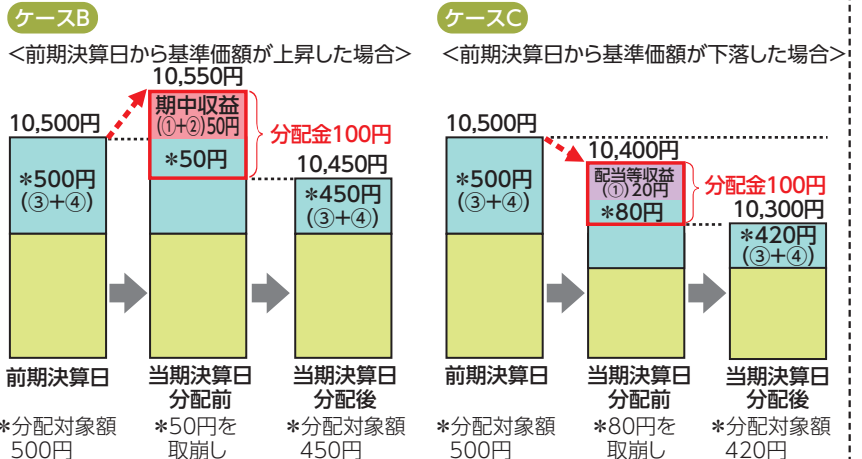 ケースB
<前期決算日から基準価額が上昇した場合>
10,550円
10,500円
期中収益
(①+②)50円
分配金100円
*50円
10,450円
*500円
(③+④)
*450円
(③+④)
前期決算日
当期決算日
分配前
当期決算日
分配後
*分配対象額
500円
*50円を
取崩し
*分配対象額
450円
ケースC
<前期決算日から基準価額が下落した場合>
10,500円
10,400円
配当等収益
(①)20円
分配金100円
*80円
10,300円
*500円
(③+④)
*420円
(③+④)
前期決算日
当期決算日
分配前
当期決算日
分配後
*分配対象額
500円
*80円を
取崩し
*分配対象額
420円